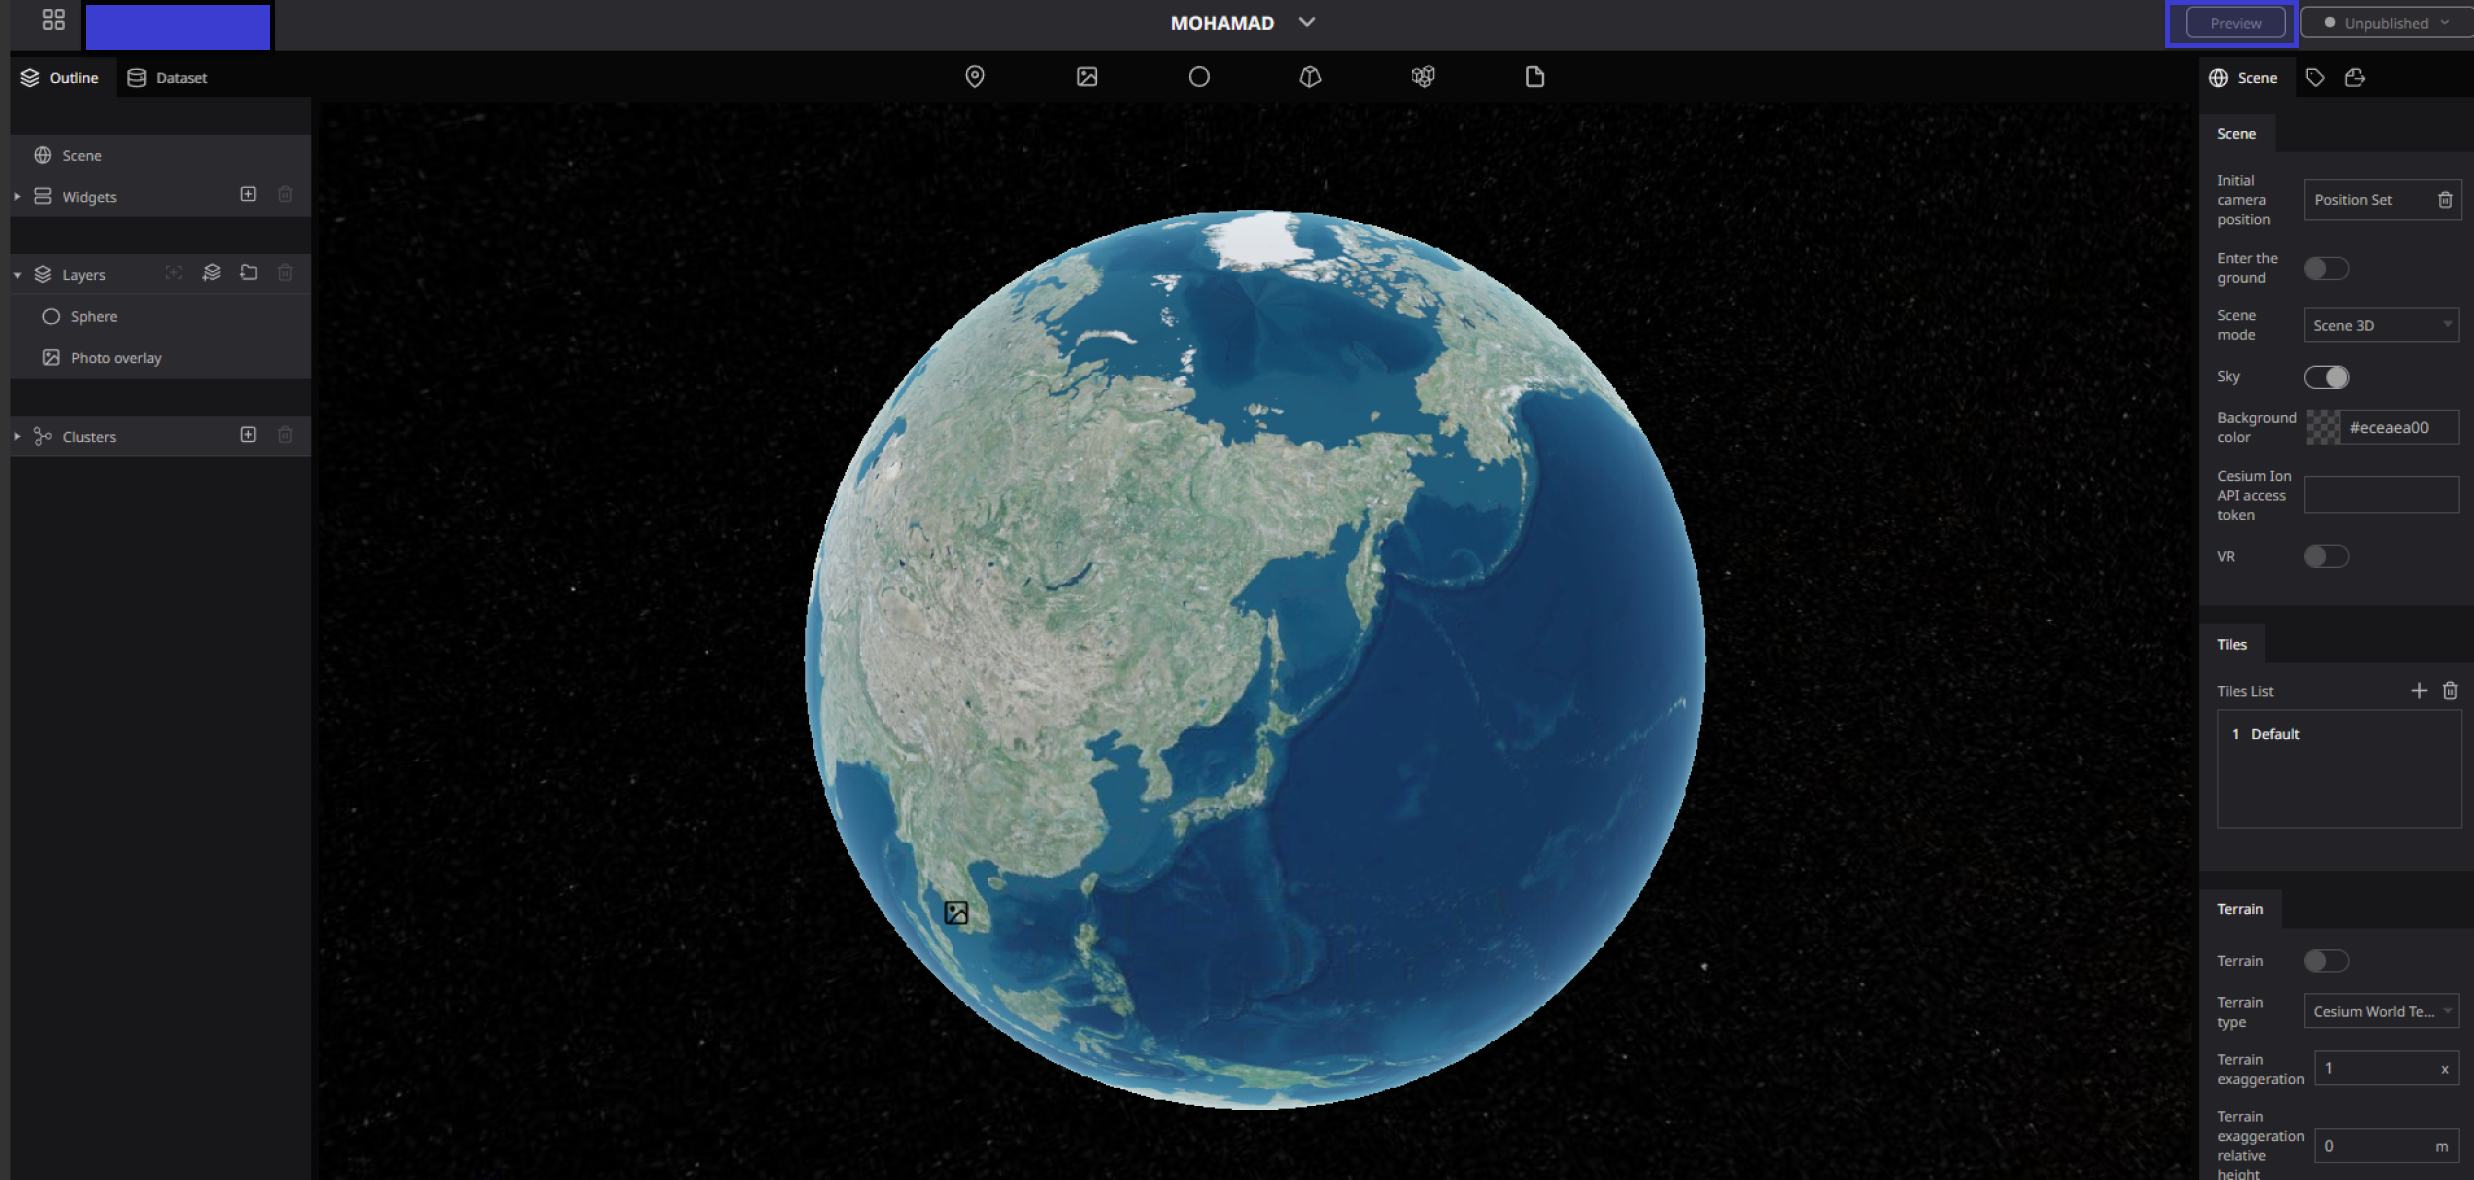 MOHAMAD
Preview
Unpublished
Outline
Dataset
Scene
Scene
Widgets
Layers
Sphere
Photo overlay
Clusters
Scene
Initial
camera
position
Position Set
Enter the
ground
Scene
mode
Scene 3D
Sky
Background
color
#eceaea00
Cesium Ion
API access
token
VR
Tiles
Tiles List
1 Default
Terrain
Terrain
Terrain
type
Cesium World Te...
Terrain
exaggeration
1 x
Terrain
exaggeration
relative
height
0 m